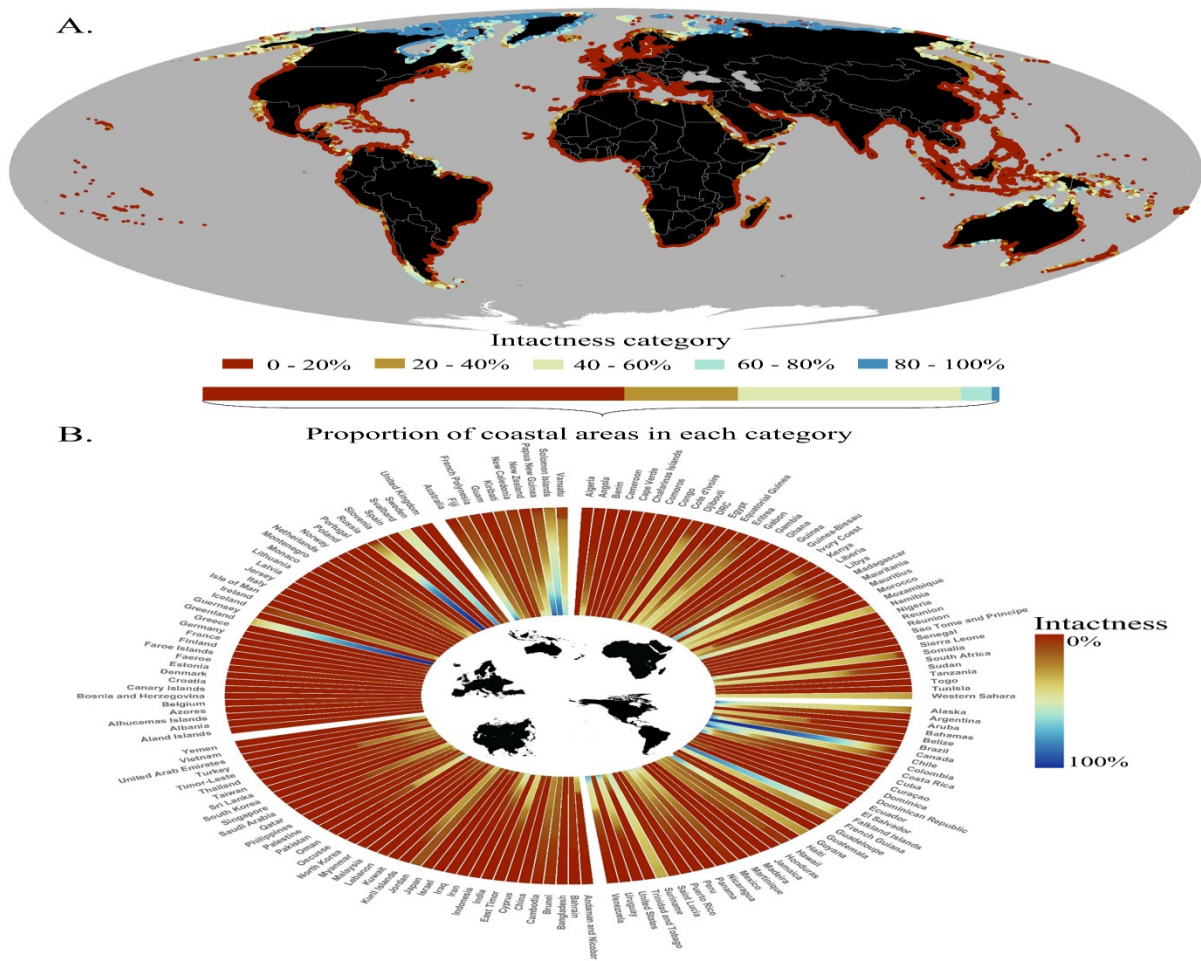 A.
Intactness category
0 - 20% 20 - 40% 40 - 60% 60 - 80% 80 - 100%
Proportion of coastal areas in each category
B.
Algeria
Angola
Benin
Cameroon
Cape Verde
Chafarinas Islands
Comoros
Congo
Cote d'Ivoire
Djibouti
DRC
Egypt
Equatorial Guinea
Eritrea
Gabon
Gambia
Ghana
Guinea
Guinea-Bissau
Ivory Coast
Kenya
Liberia
Libya
Madagascar
Mauritania
Mauritius
Morocco
Mozambique
Namibia
Nigeria
Reunion
Réunion
Sao Tome and Principe
Senegal
Sierra Leone
Somalia
South Africa
Sudan
Tanzania
Togo
Tunisia
Western Sahara
Alaska
Argentina
Aruba
Bahamas
Belize
Brazil
Canada
Chile
Colombia
Costa Rica
Cuba
Curaçao
Dominica
Dominican Republic
Ecuador
El Salvador
Falkland Islands
French Guiana
Guadeloupe
Guatemala
Guyana
Haiti
Hawaii
Honduras
Jamaica
Madeira
Martinique
Mexico
Nicaragua
Panama
Peru
Puerto Rico
Saint Lucia
Suriname
Trinidad and Tobago
United States
Uruguay
Venezuela
Andaman and Nicobar
Bahrain
Bangladesh
Brunei
Cambodia
China
Cyprus
East Timor
India
Indonesia
Iran
Iraq
Israel
Japan
Jordan
Kuril Islands
Kuwait
Lebanon
Malaysia
Myanmar
North Korea
Oecusse
Oman
Pakistan
Palestine
Philippines
Qatar
Saudi Arabia
Singapore
South Korea
Sri Lanka
Taiwan
Thailand
Timor-Leste
Turkey
United Arab Emirates
Vietnam
Yemen
Åland Islands
Albania
Alhucemas Islands
Azores
Belgium
Bosnia and Herzegovina
Canary Islands
Croatia
Denmark
Estonia
Faeroe
Faroe Islands
Finland
France
Germany
Greece
Greenland
Guernsey
Iceland
Ireland
Isle of Man
Italy
Jersey
Latvia
Lithuania
Monaco
Montenegro
Netherlands
Norway
Poland
Portugal
Russia
Slovenia
Spain
Svalbard
Sweden
United Kingdom
Australia
Fiji
French Polynesia
Guam
Kiribati
New Caledonia
New Zealand
Papua New Guinea
Solomon Islands
Vanuatu
Intactness
0%
100%